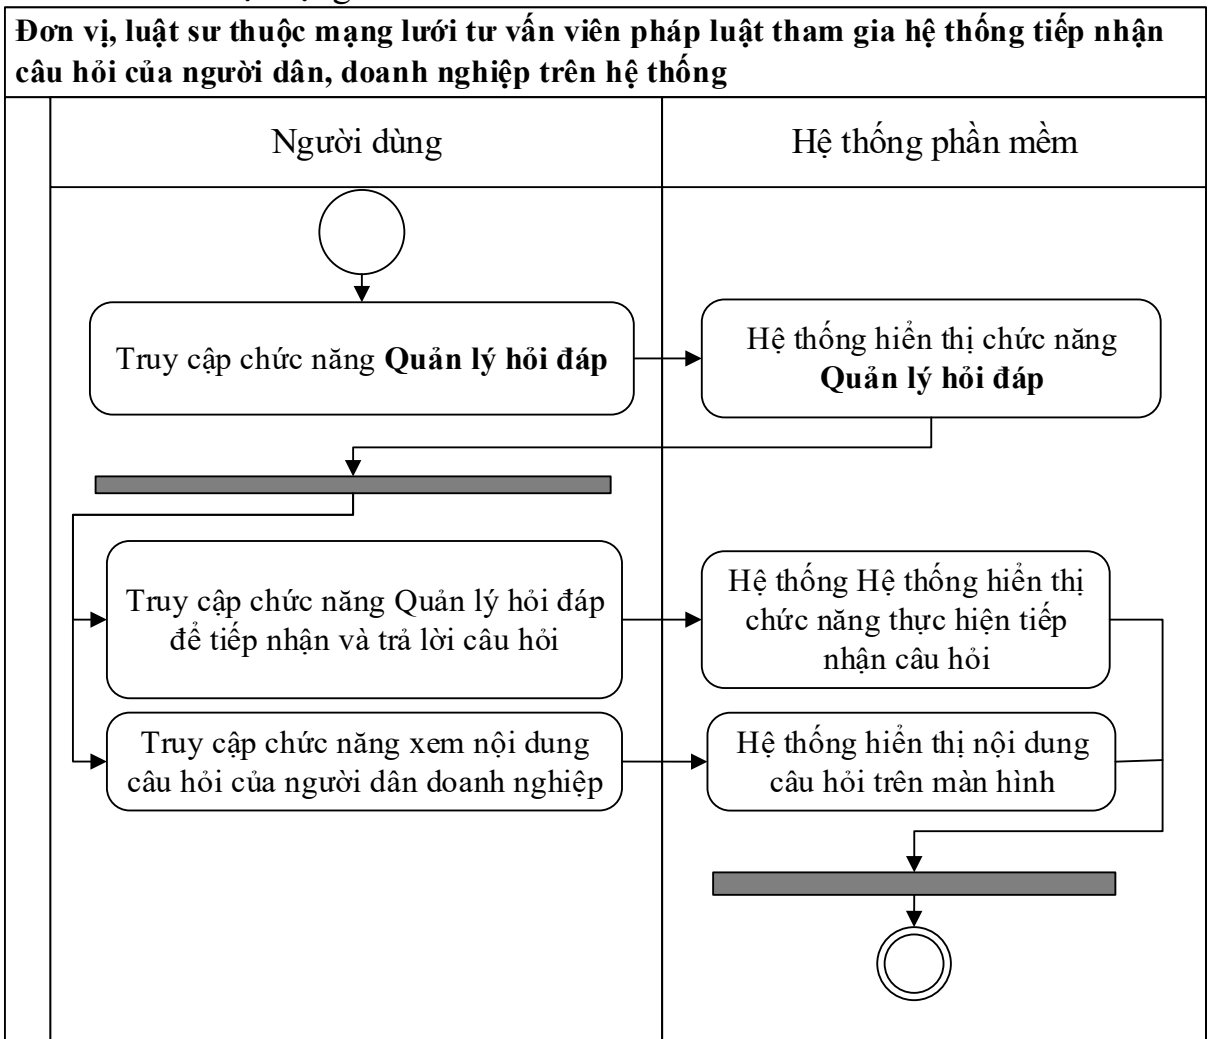 Đơn vị, luật sư thuộc mạng lưới tư vấn viên pháp luật tham gia hệ thống tiếp nhận
câu hỏi của người dân, doanh nghiệp trên hệ thống
Người dùng
Hệ thống phần mềm
Truy cập chức năng Quản lý hỏi đáp
Hệ thống hiển thị chức năng
Quản lý hỏi đáp
Truy cập chức năng Quản lý hỏi đáp
để tiếp nhận và trả lời câu hỏi
Hệ thống Hệ thống hiển thị
chức năng thực hiện tiếp
nhận câu hỏi
Truy cập chức năng xem nội dung
câu hỏi của người dân doanh nghiệp
Hệ thống hiển thị nội dung
câu hỏi trên màn hình